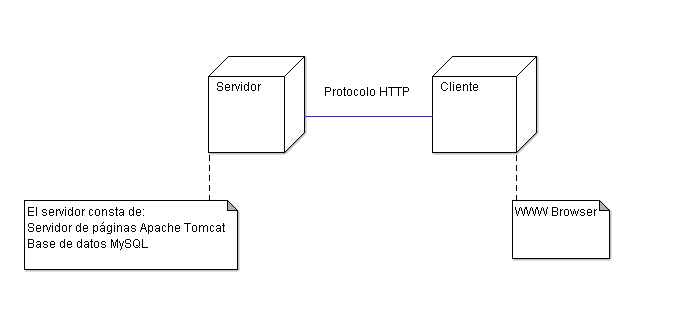 Servidor
Protocolo HTTP
Cliente
El servidor consta de:
Servidor de páginas Apache Tomcat
Base de datos MySQL
WWW Browser